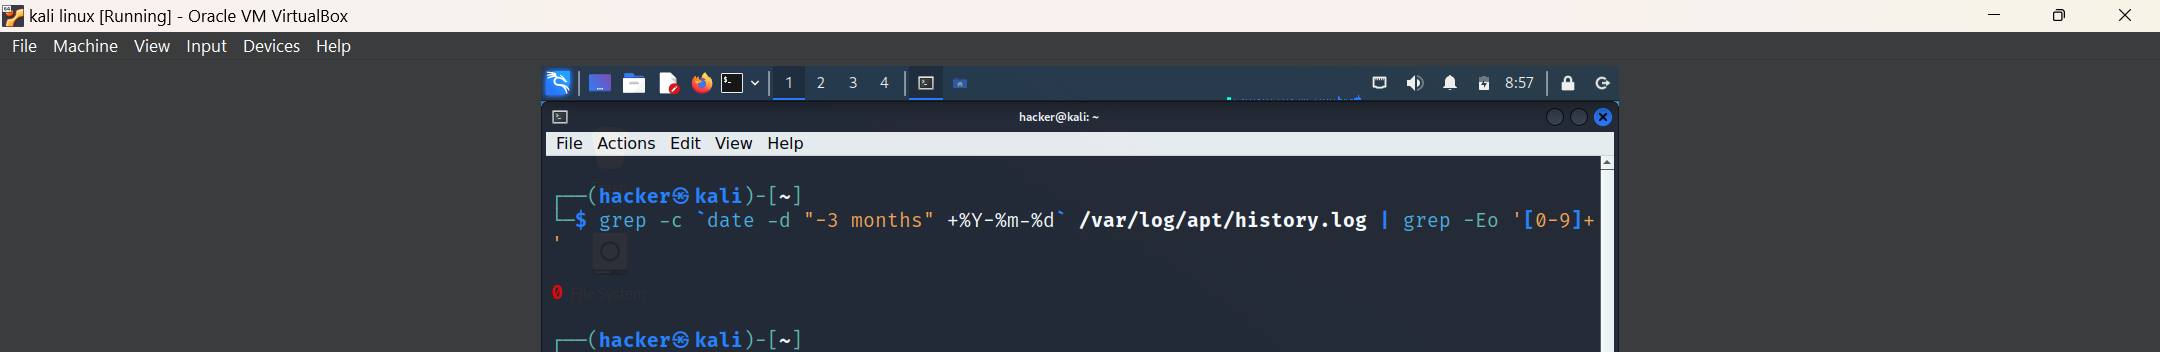 kali linux [Running] - Oracle VM VirtualBox
File Machine View Input Devices Help
1 2 3 4 8:57
hacker@kali: ~
File Actions Edit View Help
┌──(hacker㉿kali)-[~]
└─$ grep -c `date -d "-3 months" +%Y-%m-%d` /var/log/apt/history.log | grep -Eo '[0-9]+
'
0 File System
┌──(hacker㉿kali)-[~]